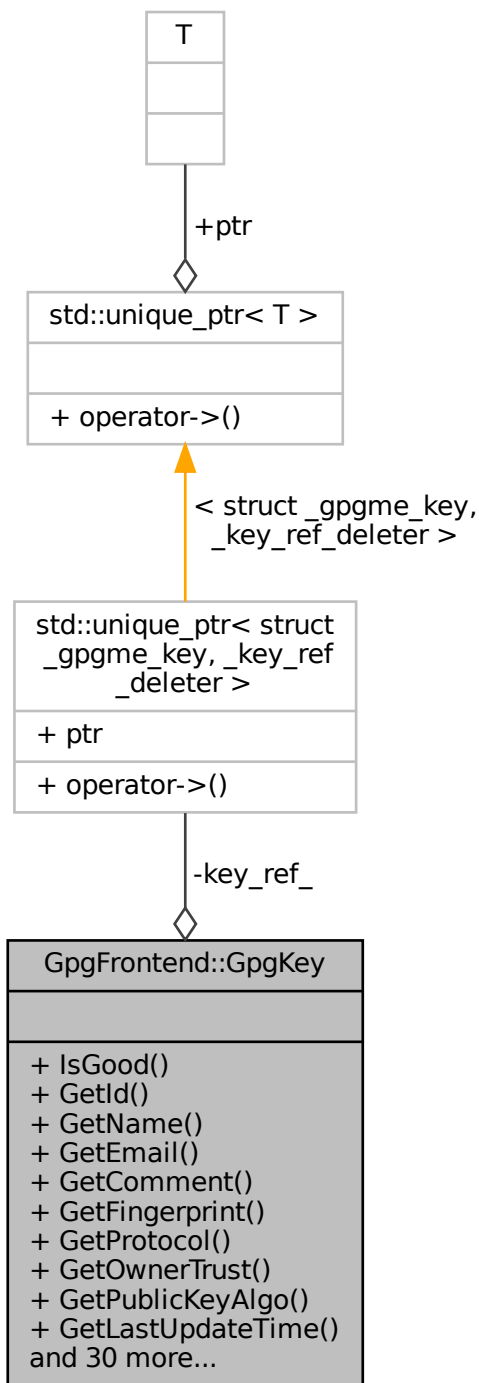 T
+ptr
std::unique_ptr< T >
+ operator->()
< struct _gpgme_key,
_key_ref_deleter >
std::unique_ptr< struct
_gpgme_key, _key_ref
_deleter >
+ ptr
+ operator->()
-key_ref_
GpgFrontend::GpgKey
+ IsGood()
+ GetId()
+ GetName()
+ GetEmail()
+ GetComment()
+ GetFingerprint()
+ GetProtocol()
+ GetOwnerTrust()
+ GetPublicKeyAlgo()
+ GetLastUpdateTime()
and 30 more...